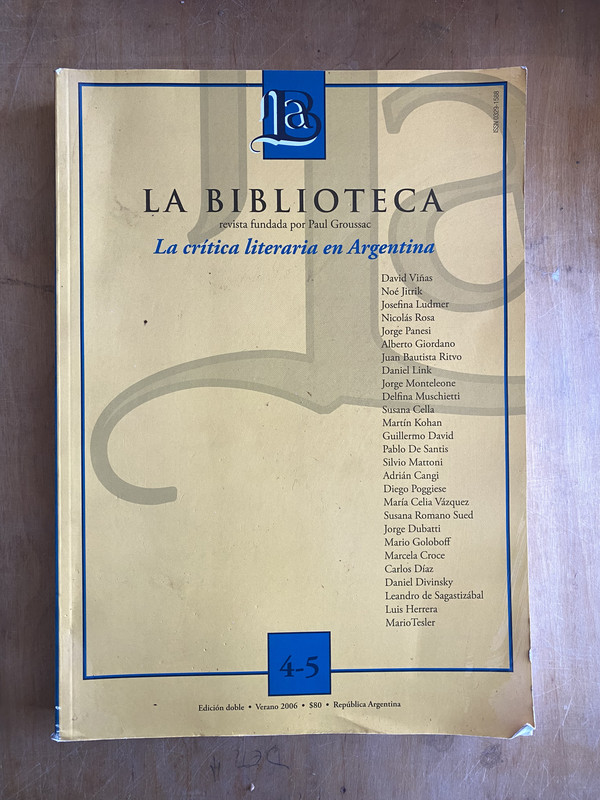 la B
ISSN 0329-1588
LA BIBLIOTECA
revista fundada por Paul Groussac
La crítica literaria en Argentina
David Viñas
Noé Jitrik
Josefina Ludmer
Nicolás Rosa
Jorge Panesi
Alberto Giordano
Juan Bautista Ritvo
Daniel Link
Jorge Monteleone
Delfina Muschietti
Susana Cella
Martín Kohan
Guillermo David
Pablo De Santis
Silvio Mattoni
Adrián Cangi
Diego Poggiese
María Celia Vázquez
Susana Romano Sued
Jorge Dubatti
Mario Goloboff
Marcela Croce
Carlos Díaz
Daniel Divinsky
Leandro de Sagastizábal
Luis Herrera
MarioTesler
4-5
Edición doble • Verano 2006 • $80 • República Argentina